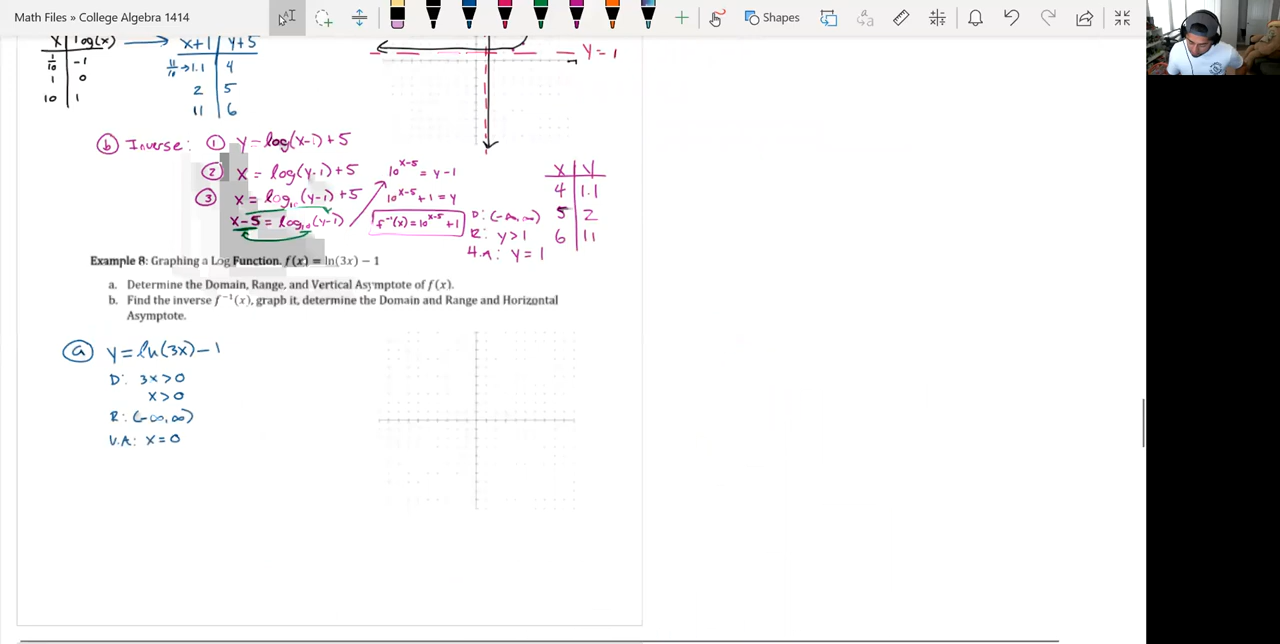 Math Files » College Algebra 1414
Shapes
x | log(x) → x+1 | y+5
1/10 | -1
11/10 → 1.1 | 4
1 | 0
2 | 5
10 | 1
11 | 6
y = 1
(b) Inverse: ① y = log(x-1)+5
② x = log(y-1)+5
③ x = log₁₀(y-1)+5
x-5 = log₁₀(y-1)
10^(x-5) = y-1
10^(x-5) + 1 = y
f⁻¹(x) = 10^(x-5) + 1
D: (-∞, ∞)
R: y > 1
H.A: y = 1
x | y
4 | 1.1
5 | 2
6 | 11
Example 8: Graphing a Log Function. f(x) = ln(3x) − 1
a. Determine the Domain, Range, and Vertical Asymptote of f(x).
b. Find the inverse f⁻¹(x), graph it, determine the Domain and Range and Horizontal
Asymptote.
(a) y = ln(3x) - 1
D: 3x > 0
x > 0
R: (-∞, ∞)
V.A: x = 0